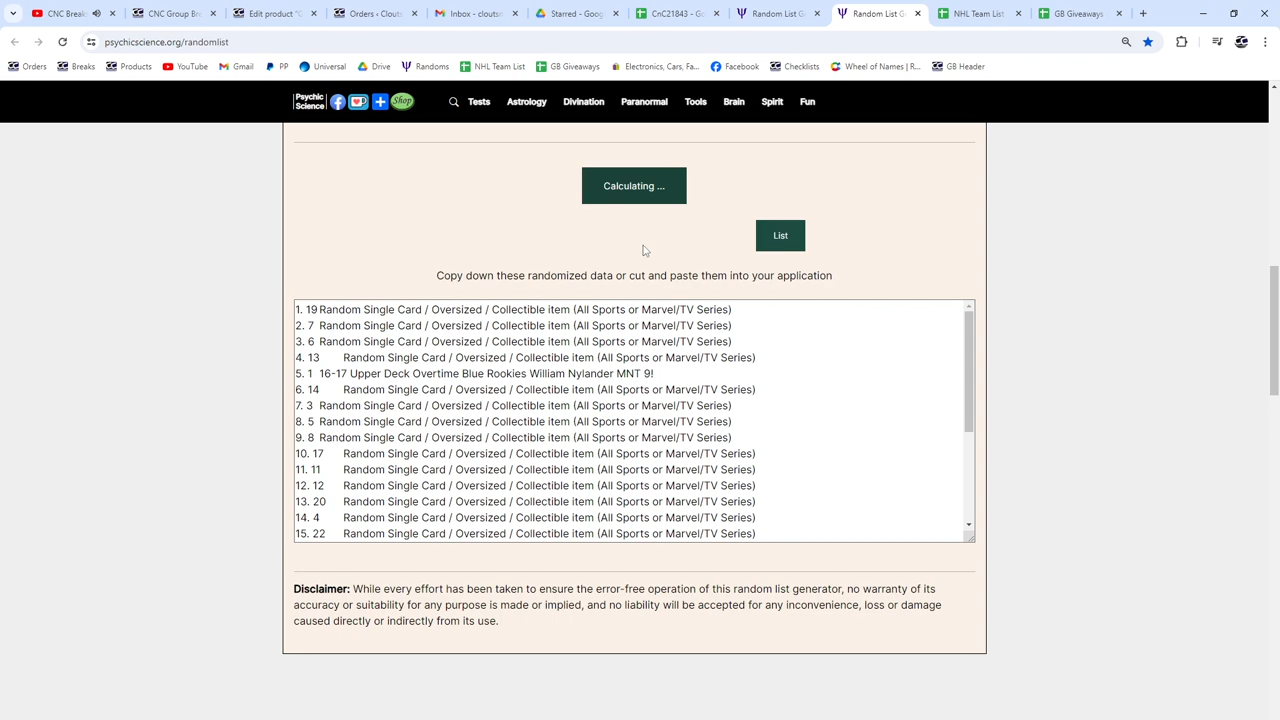 CNC Break
CNC Group Bre
Edit product "G
Orders ‹ Clouts
Inbox - cloutsn
Starred - Goog
CnC21843 - Go
Random List G
Random List Ge
NHL Team List
GB Giveaways
psychicscience.org/randomlist
Orders
Breaks
Products
YouTube
Gmail
PP
Universal
Drive
Randoms
NHL Team List
GB Giveaways
Electronics, Cars, Fa...
Facebook
Checklists
Wheel of Names | R...
GB Header
Psychic
Science
Shop
Tests
Astrology
Divination
Paranormal
Tools
Brain
Spirit
Fun
Calculating ...
List
Copy down these randomized data or cut and paste them into your application
1. 19 Random Single Card / Oversized / Collectible item (All Sports or Marvel/TV Series)
2. 7 Random Single Card / Oversized / Collectible item (All Sports or Marvel/TV Series)
3. 6 Random Single Card / Oversized / Collectible item (All Sports or Marvel/TV Series)
4. 13 Random Single Card / Oversized / Collectible item (All Sports or Marvel/TV Series)
5. 1 16-17 Upper Deck Overtime Blue Rookies William Nylander MNT 9!
6. 14 Random Single Card / Oversized / Collectible item (All Sports or Marvel/TV Series)
7. 3 Random Single Card / Oversized / Collectible item (All Sports or Marvel/TV Series)
8. 5 Random Single Card / Oversized / Collectible item (All Sports or Marvel/TV Series)
9. 8 Random Single Card / Oversized / Collectible item (All Sports or Marvel/TV Series)
10. 17 Random Single Card / Oversized / Collectible item (All Sports or Marvel/TV Series)
11. 11 Random Single Card / Oversized / Collectible item (All Sports or Marvel/TV Series)
12. 12 Random Single Card / Oversized / Collectible item (All Sports or Marvel/TV Series)
13. 20 Random Single Card / Oversized / Collectible item (All Sports or Marvel/TV Series)
14. 4 Random Single Card / Oversized / Collectible item (All Sports or Marvel/TV Series)
15. 22 Random Single Card / Oversized / Collectible item (All Sports or Marvel/TV Series)
Disclaimer: While every effort has been taken to ensure the error-free operation of this random list generator, no warranty of its
accuracy or suitability for any purpose is made or implied, and no liability will be accepted for any inconvenience, loss or damage
caused directly or indirectly from its use.